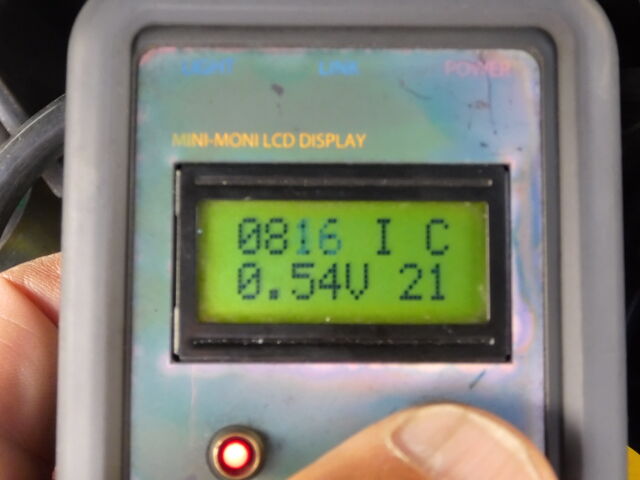 LIGHT LINK POWER
MINI-MONI LCD DISPLAY
0816 I C
0.54V 21